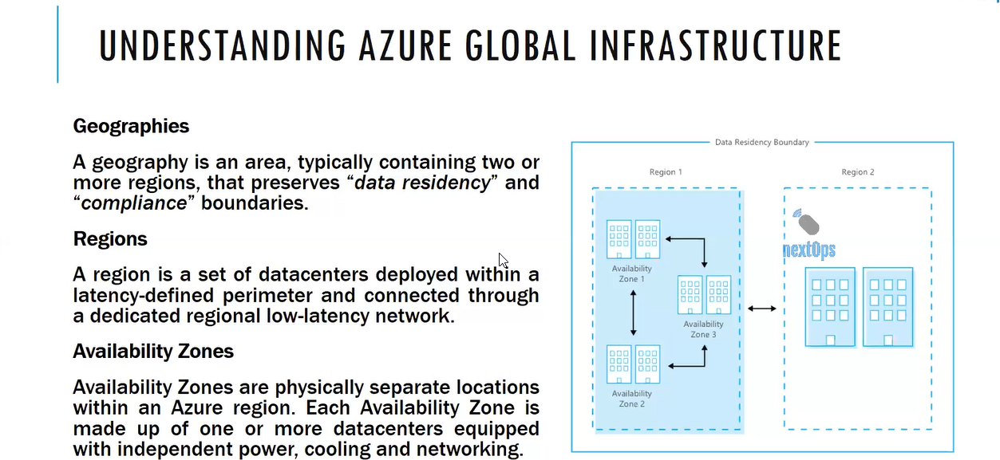 UNDERSTANDING AZURE GLOBAL INFRASTRUCTURE
Geographies
A geography is an area, typically containing two or
more regions, that preserves “data residency” and
“compliance” boundaries.
Regions
A region is a set of datacenters deployed within a
latency-defined perimeter and connected through
a dedicated regional low-latency network.
Availability Zones
Availability Zones are physically separate locations
within an Azure region. Each Availability Zone is
made up of one or more datacenters equipped
with independent power, cooling and networking.
Data Residency Boundary
Region 1
Availability
Zone 1
Availability
Zone 3
Availability
Zone 2
Region 2
nextOps